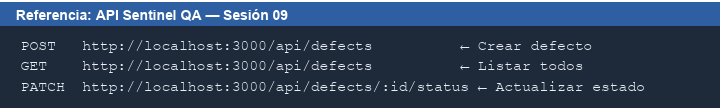 Referencia: API Sentinel QA — Sesión 09
POST http://localhost:3000/api/defects ← Crear defecto
GET http://localhost:3000/api/defects ← Listar todos
PATCH http://localhost:3000/api/defects/:id/status ← Actualizar estado